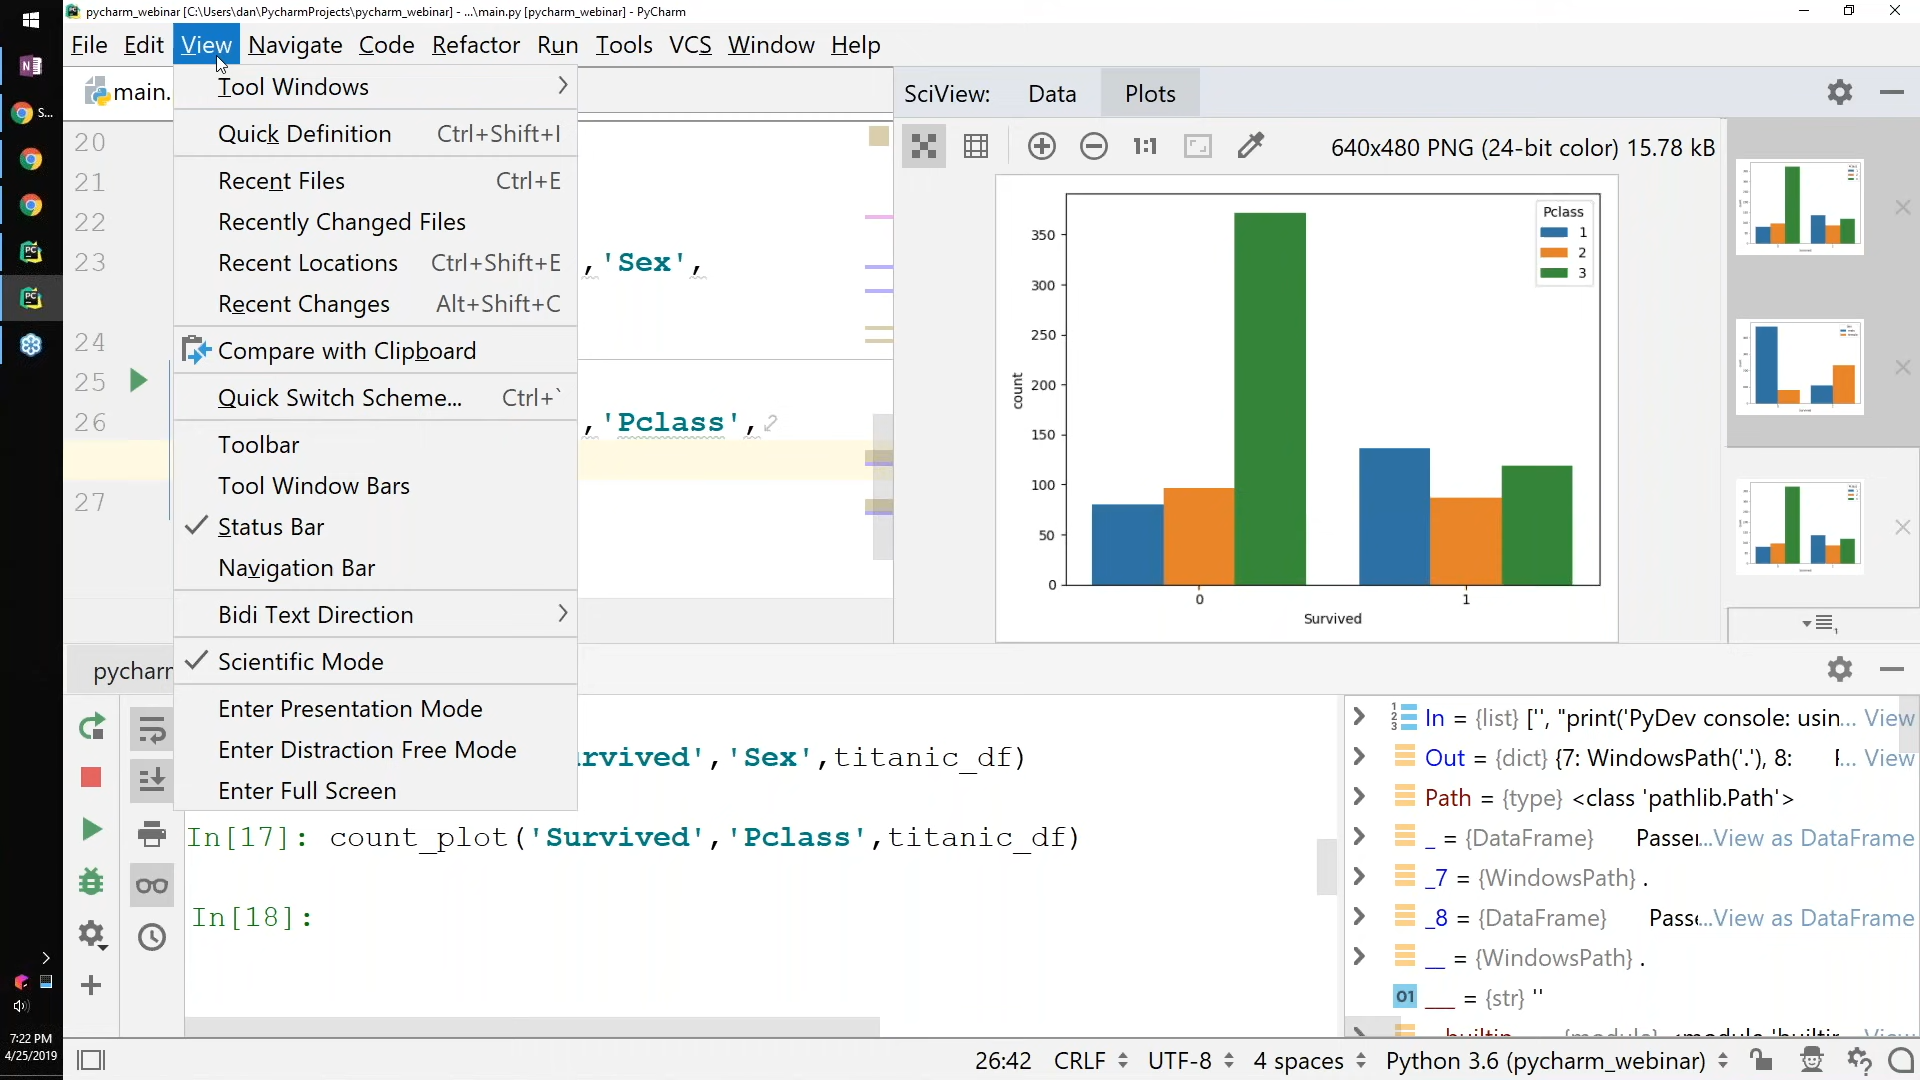 pycharm_webinar [C:\Users\dan\PycharmProjects\pycharm_webinar] - ...\main.py [pycharm_webinar] - PyCharm
File Edit View Navigate Code Refactor Run Tools VCS Window Help
main.
Tool Windows
Quick Definition Ctrl+Shift+I
Recent Files Ctrl+E
Recently Changed Files
Recent Locations Ctrl+Shift+E
Recent Changes Alt+Shift+C
Compare with Clipboard
Quick Switch Scheme... Ctrl+`
Toolbar
Tool Window Bars
Status Bar
Navigation Bar
Bidi Text Direction
Scientific Mode
Enter Presentation Mode
Enter Distraction Free Mode
Enter Full Screen
20
21
22
23 ,'Sex',
24
25
26 ,'Pclass',
27
SciView: Data Plots
1:1 640x480 PNG (24-bit color) 15.78 kB
Pclass
1
2
3
count
350
300
250
200
150
100
50
0
0 1
Survived
pychar
rvived','Sex',titanic_df)
In[17]: count_plot('Survived','Pclass',titanic_df)
In[18]:
In = {list} ['', "print('PyDev console: usin... View
Out = {dict} {7: WindowsPath('.'), 8: ... View
Path = {type} <class 'pathlib.Path'>
_ = {DataFrame} Passe...View as DataFrame
_7 = {WindowsPath} .
_8 = {DataFrame} Pass...View as DataFrame
__ = {WindowsPath} .
01 ___ = {str} ''
S...
7:22 PM
4/25/2019
26:42 CRLF UTF-8 4 spaces Python 3.6 (pycharm_webinar)